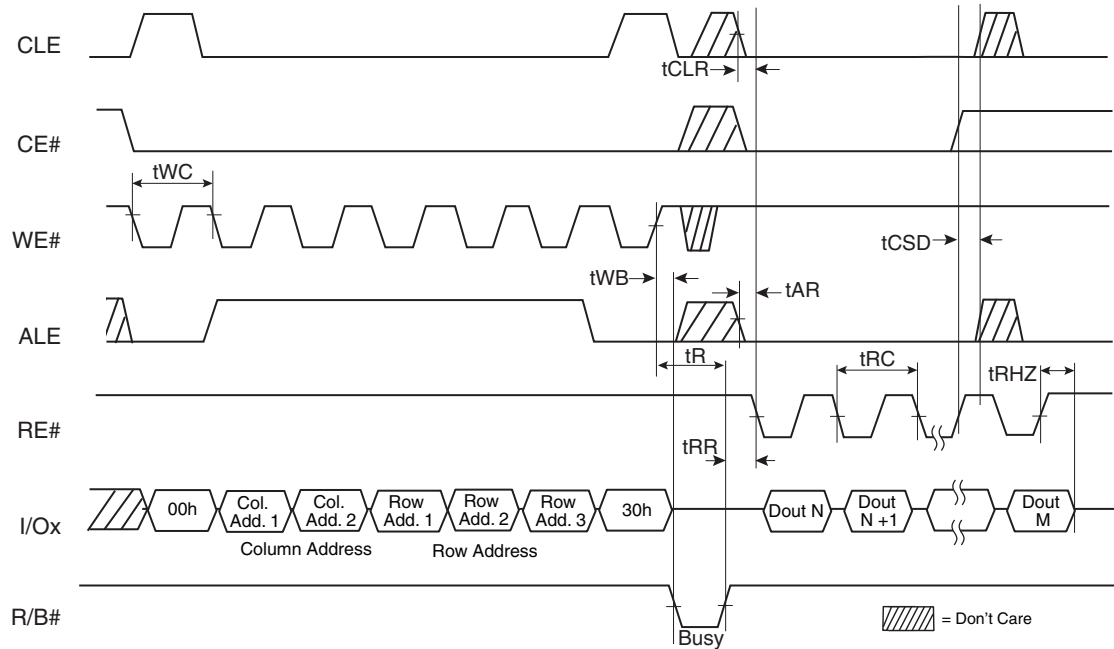 CLE
tCLR
CE#
tWC
WE#
tCSD
tWB
tAR
ALE
tR
tRC
tRHZ
RE#
tRR
I/Ox
00h
Col.
Add. 1
Col.
Add. 2
Row
Add. 1
Row
Add. 2
Row
Add. 3
30h
Dout N
Dout
N +1
Dout
M
Column Address
Row Address
R/B#
Busy
= Don't Care